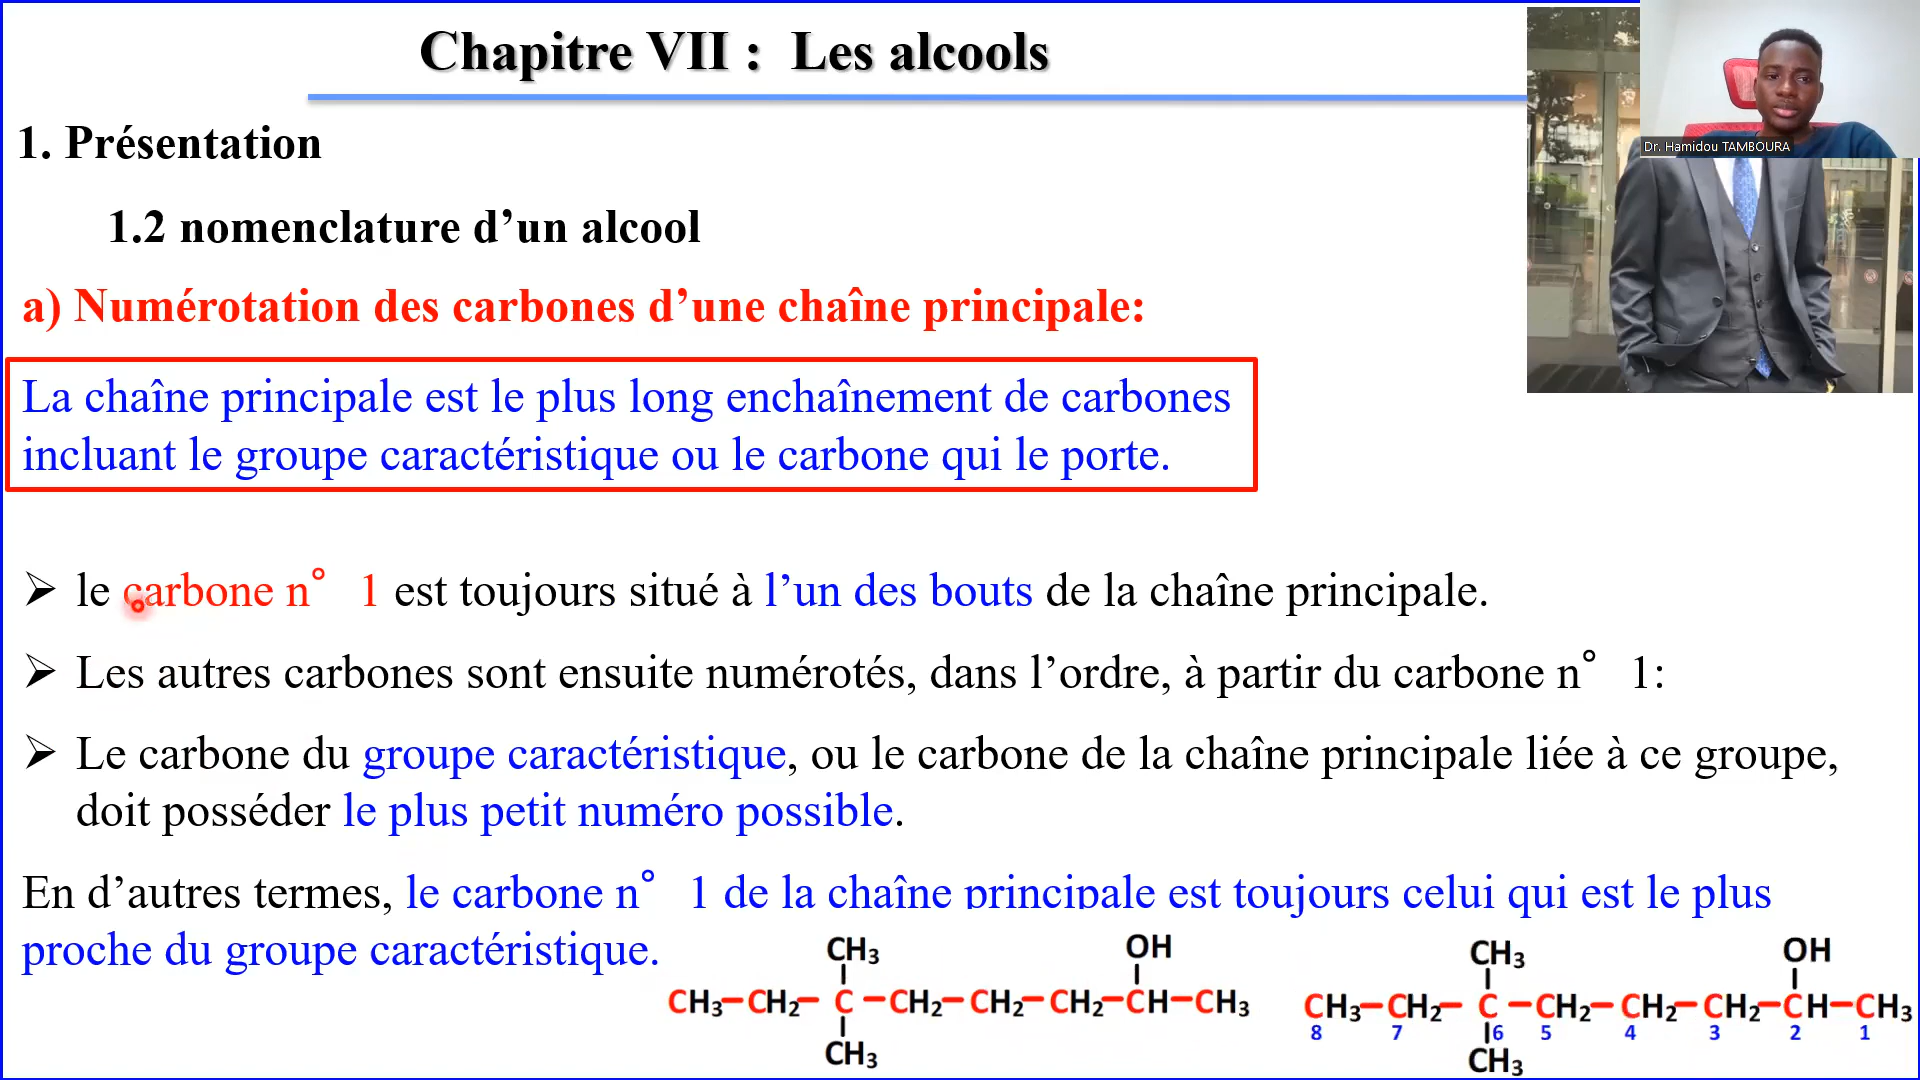 Chapitre VII : Les alcools
Dr. Hamidou TAMBOURA
1. Présentation
1.2 nomenclature d’un alcool
a) Numérotation des carbones d’une chaîne principale:
La chaîne principale est le plus long enchaînement de carbones
incluant le groupe caractéristique ou le carbone qui le porte.
➢ le carbone n° 1 est toujours situé à l’un des bouts de la chaîne principale.
➢ Les autres carbones sont ensuite numérotés, dans l’ordre, à partir du carbone n° 1:
➢ Le carbone du groupe caractéristique, ou le carbone de la chaîne principale liée à ce groupe,
doit posséder le plus petit numéro possible.
En d’autres termes, le carbone n° 1 de la chaîne principale est toujours celui qui est le plus
proche du groupe caractéristique.
CH₃ OH
CH₃–CH₂–C–CH₂–CH₂–CH₂–CH–CH₃
CH₃
CH₃ OH
CH₃–CH₂–C–CH₂–CH₂–CH₂–CH–CH₃
8 7 6 5 4 3 2 1
CH₃